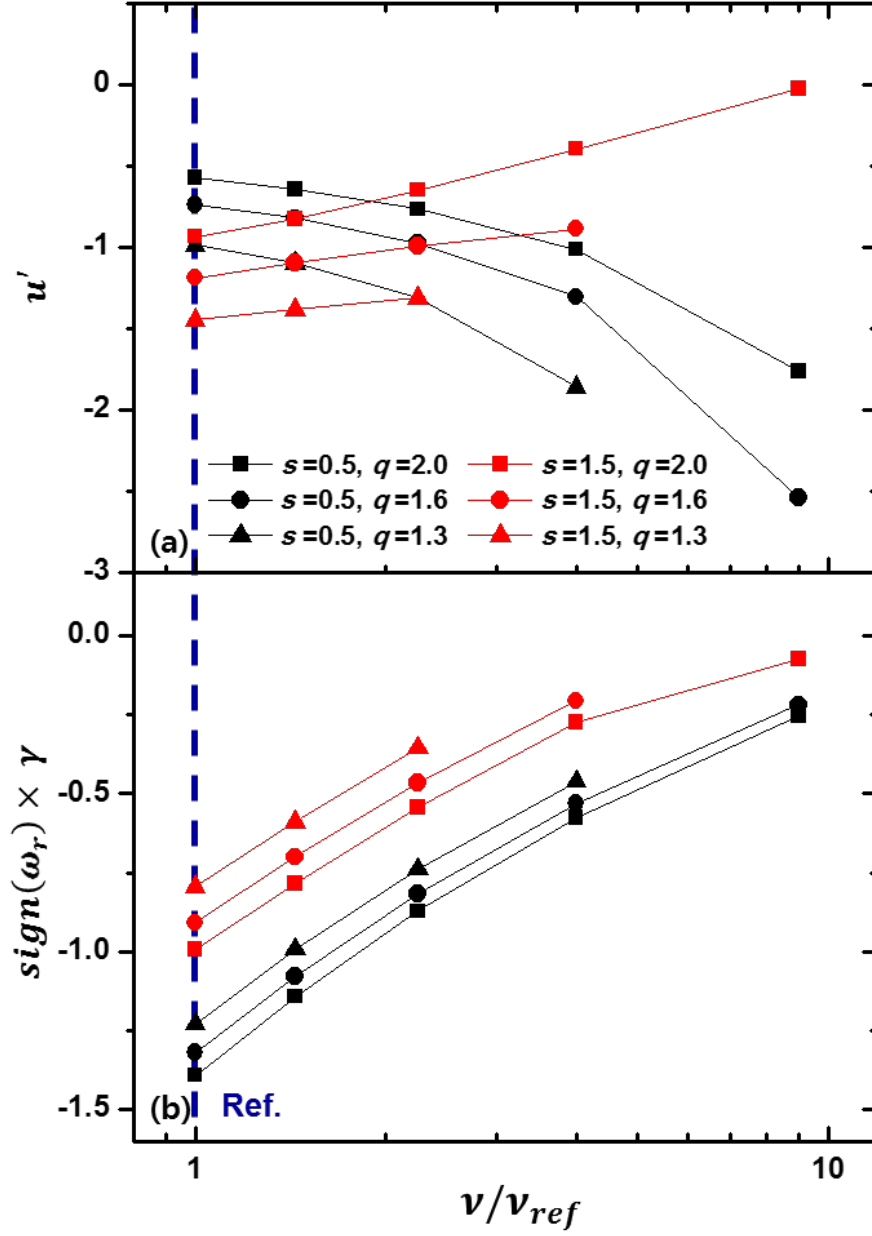 0
-1
-2
-3
u'
s=0.5, q=2.0 s=1.5, q=2.0
s=0.5, q=1.6 s=1.5, q=1.6
s=0.5, q=1.3 s=1.5, q=1.3
(a)
0.0
-0.5
-1.0
-1.5
sign(ω_r) × γ
(b) Ref.
1 10
ν/ν_ref